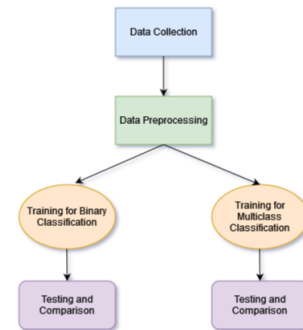 Data Collection
Data Preprocessing
Training for Binary
Classification
Training for
Multiclass
Classification
Testing and
Comparison
Testing and
Comparison